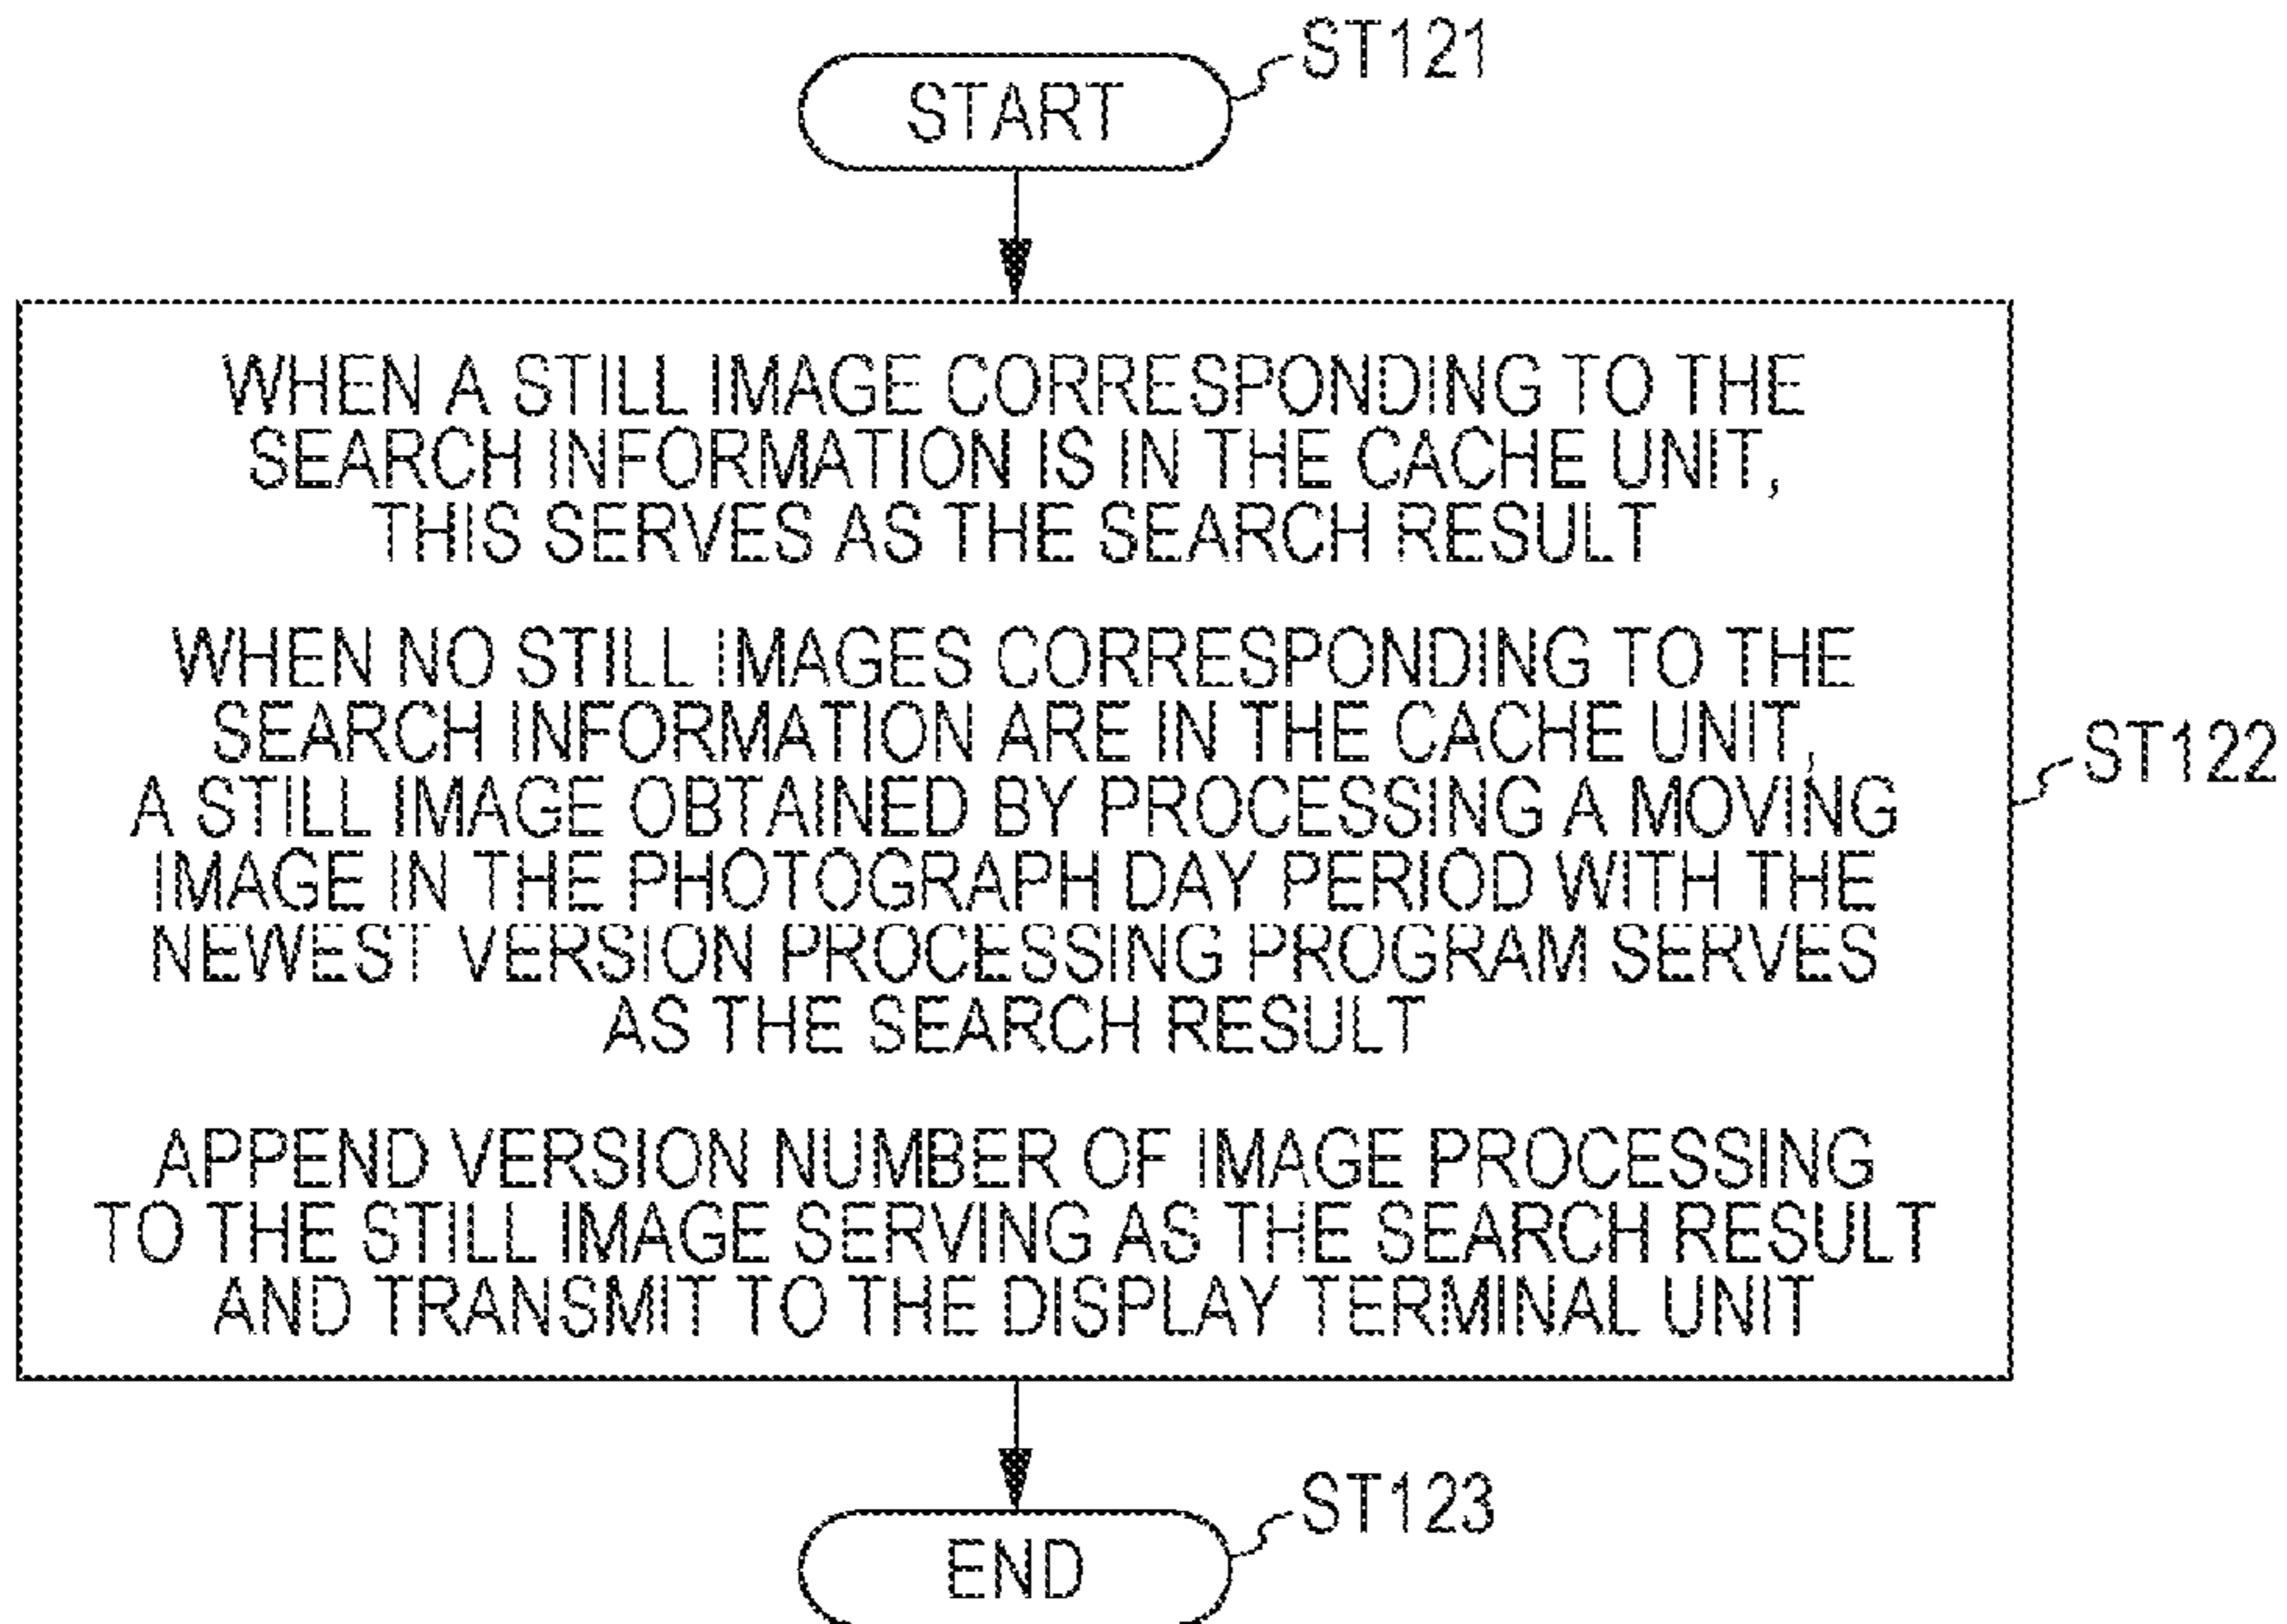 START
ST121
WHEN A STILL IMAGE CORRESPONDING TO THE
SEARCH INFORMATION IS IN THE CACHE UNIT,
THIS SERVES AS THE SEARCH RESULT
WHEN NO STILL IMAGES CORRESPONDING TO THE
SEARCH INFORMATION ARE IN THE CACHE UNIT,
A STILL IMAGE OBTAINED BY PROCESSING A MOVING
IMAGE IN THE PHOTOGRAPH DAY PERIOD WITH THE
NEWEST VERSION PROCESSING PROGRAM SERVES
AS THE SEARCH RESULT
APPEND VERSION NUMBER OF IMAGE PROCESSING
TO THE STILL IMAGE SERVING AS THE SEARCH RESULT
AND TRANSMIT TO THE DISPLAY TERMINAL UNIT
ST122
END
ST123